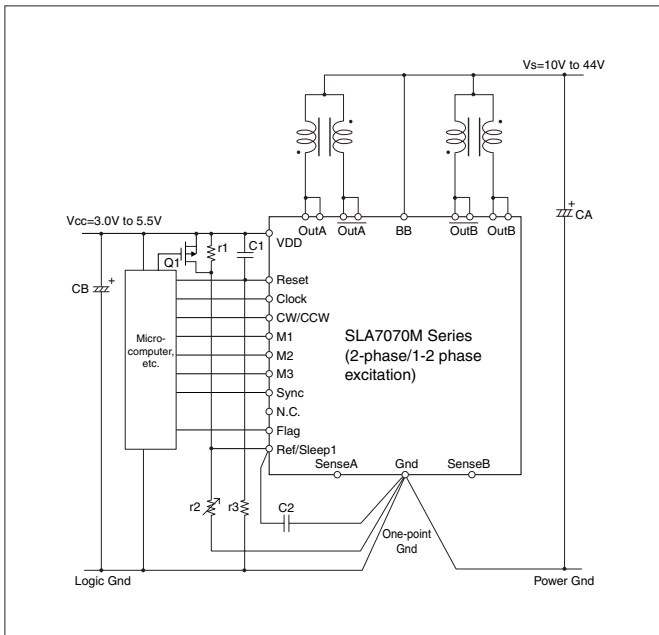 Vs=10V to 44V
Vcc=3.0V to 5.5V
CA
OutA
OutA
BB
OutB
OutB
VDD
r1
C1
Q1
CB
Reset
Clock
CW/CCW
M1
M2
M3
Sync
N.C.
Flag
Ref/Sleep1
Micro-
computer,
etc.
SLA7070M Series
(2-phase/1-2 phase
excitation)
SenseA
Gnd
SenseB
r2
r3
C2
One-point
Gnd
Logic Gnd
Power Gnd